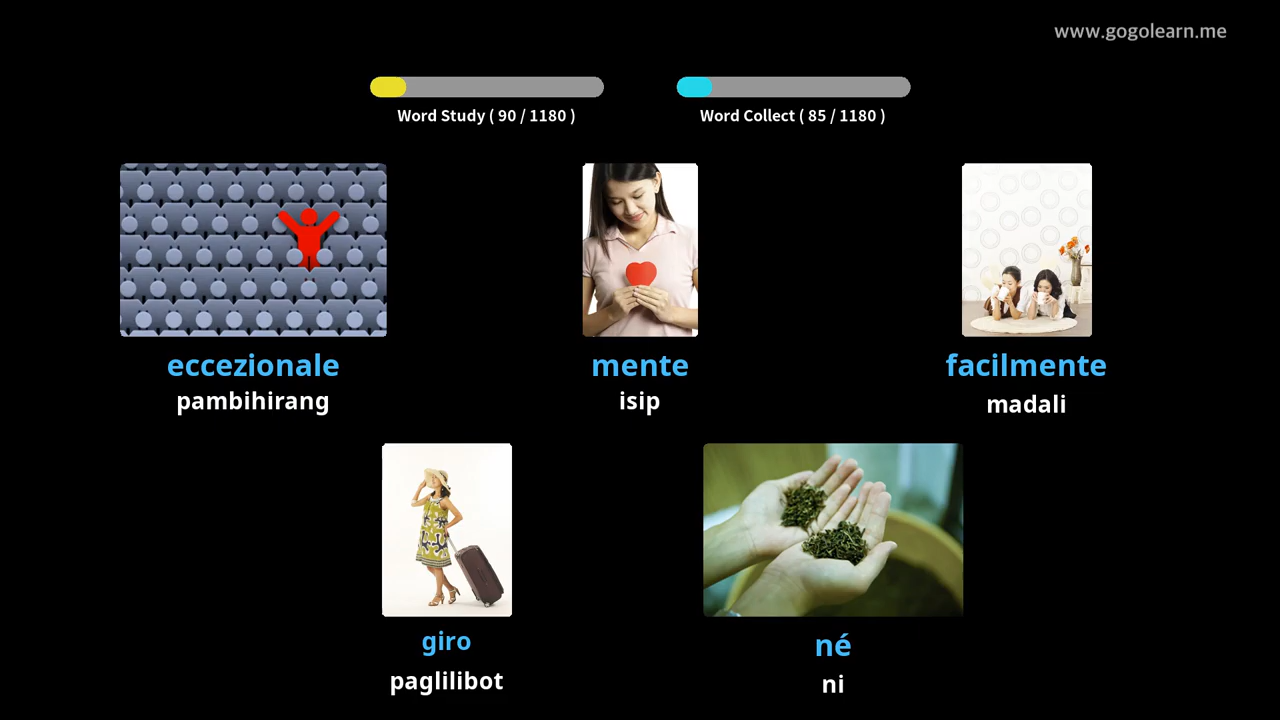 www.gogolearn.me
Word Study ( 90 / 1180 )
Word Collect ( 85 / 1180 )
eccezionale
pambihirang
mente
isip
facilmente
madali
giro
paglilibot
né
ni